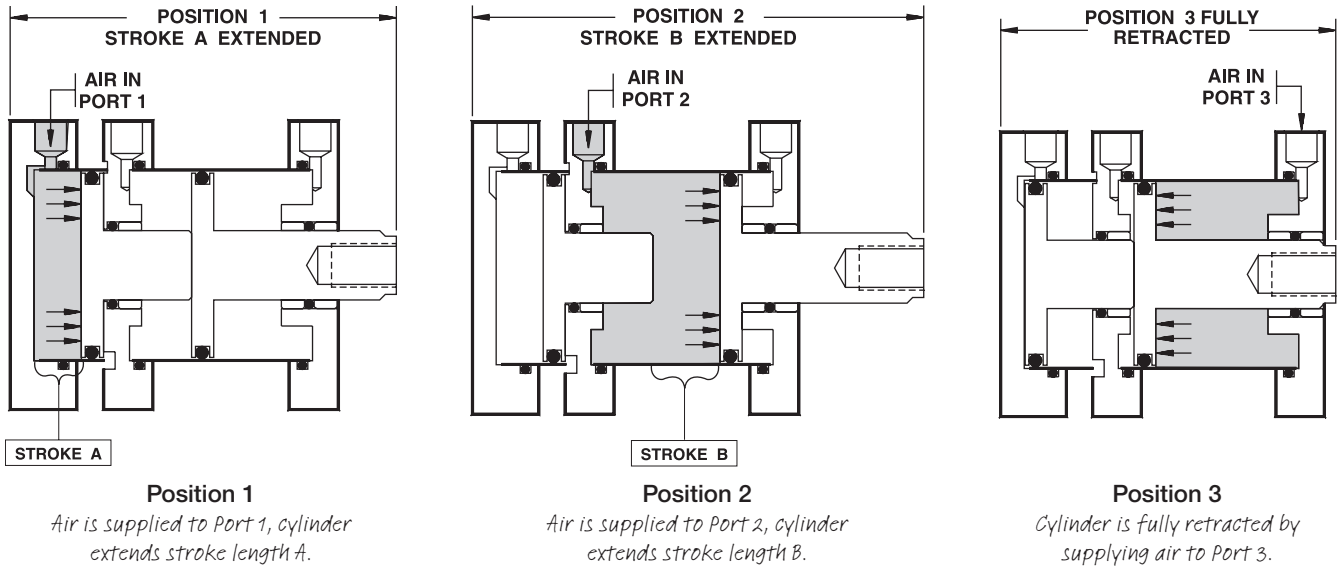 POSITION 1
STROKE A EXTENDED
AIR IN
PORT 1
STROKE A
Position 1
Air is supplied to Port 1, cylinder
extends stroke length A.
POSITION 2
STROKE B EXTENDED
AIR IN
PORT 2
STROKE B
Position 2
Air is supplied to Port 2, cylinder
extends stroke length B.
POSITION 3 FULLY
RETRACTED
AIR IN
PORT 3
Position 3
Cylinder is fully retracted by
supplying air to Port 3.